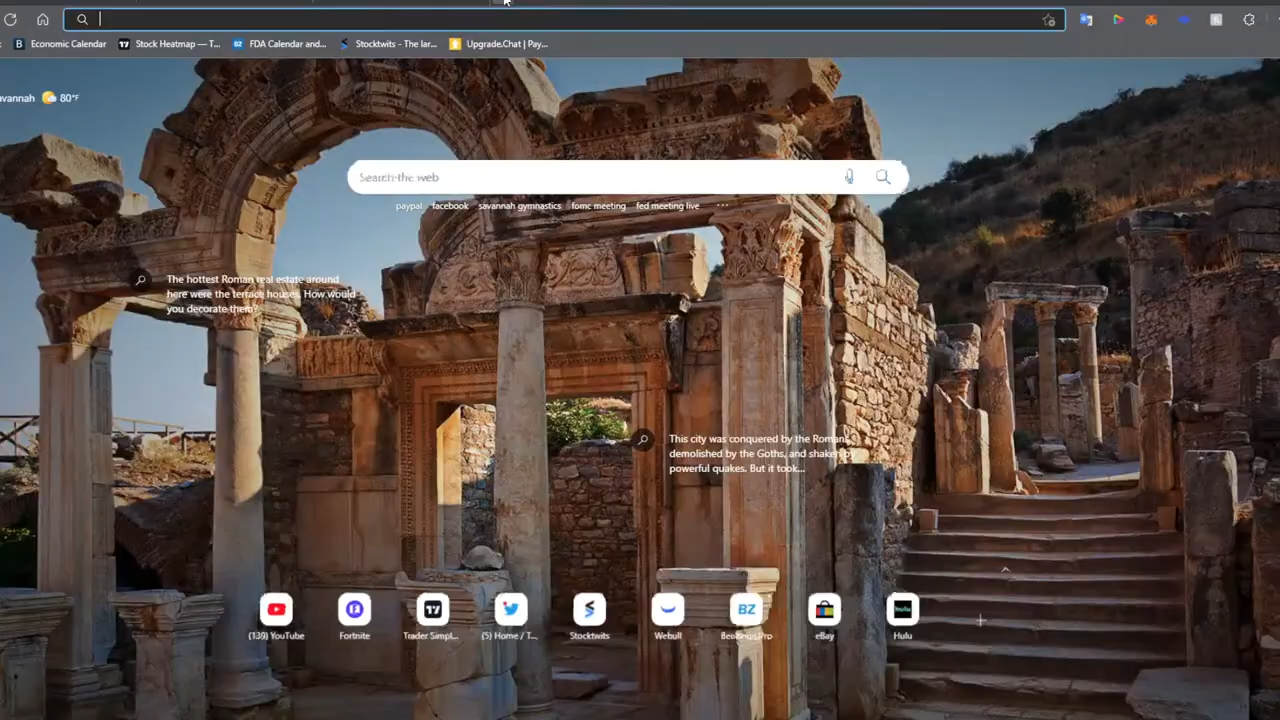 Economic Calendar
Stock Heatmap — T...
FDA Calendar and...
Stocktwits - The lar...
Upgrade.Chat | Pay...
avannah 80°F
Search the web
paypal facebook savannah gymnastics fomc meeting fed meeting live ...
The hottest Roman real estate around
here were the terrace houses. How would
you decorate them?
This city was conquered by the Romans,
demolished by the Goths, and shaken by
powerful quakes. But it took...
(139) YouTube
Fortnite
Trader Simpl...
(5) Home / T...
Stocktwits
Webull
BZ
Benzinga Pro
eBay
hulu
Hulu